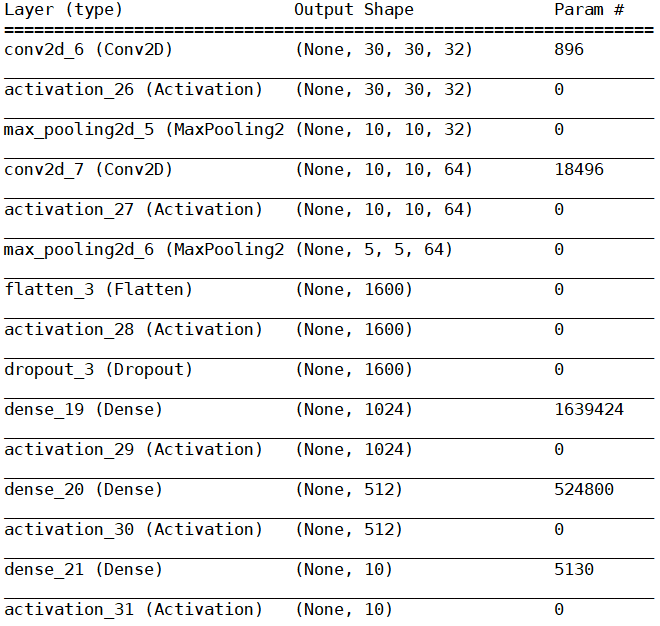 Layer (type) Output Shape Param #
=================================================================
conv2d_6 (Conv2D) (None, 30, 30, 32) 896
activation_26 (Activation) (None, 30, 30, 32) 0
max_pooling2d_5 (MaxPooling2 (None, 10, 10, 32) 0
conv2d_7 (Conv2D) (None, 10, 10, 64) 18496
activation_27 (Activation) (None, 10, 10, 64) 0
max_pooling2d_6 (MaxPooling2 (None, 5, 5, 64) 0
flatten_3 (Flatten) (None, 1600) 0
activation_28 (Activation) (None, 1600) 0
dropout_3 (Dropout) (None, 1600) 0
dense_19 (Dense) (None, 1024) 1639424
activation_29 (Activation) (None, 1024) 0
dense_20 (Dense) (None, 512) 524800
activation_30 (Activation) (None, 512) 0
dense_21 (Dense) (None, 10) 5130
activation_31 (Activation) (None, 10) 0